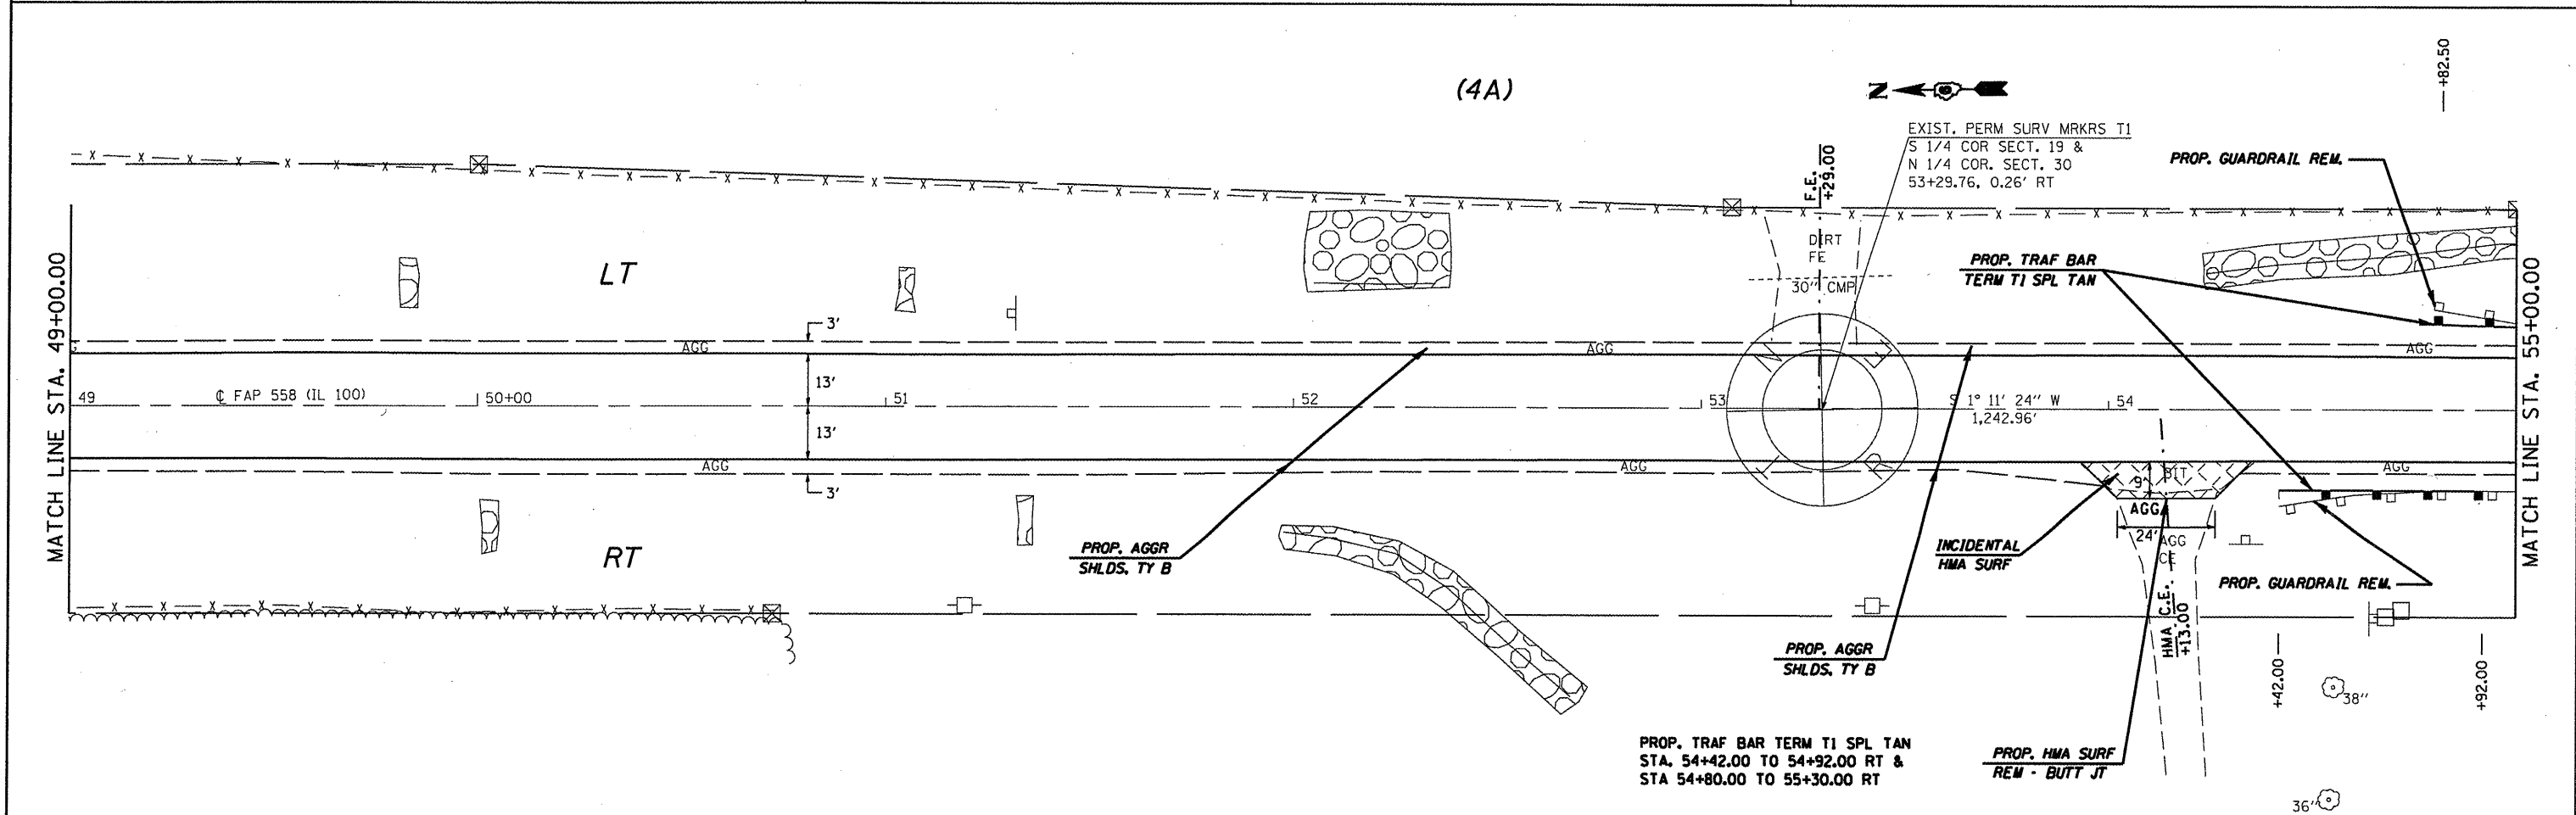 +82.50
(4A)
N
EXIST. PERM SURV MRKRS T1
S 1/4 COR SECT. 19 &
N 1/4 COR. SECT. 30
53+29.76, 0.26' RT
PROP. GUARDRAIL REM.
F.E.
+29.00
DIRT
FE
30" CMP
LT
PROP. TRAF BAR
TERM T1 SPL TAN
MATCH LINE STA. 49+00.00
MATCH LINE STA. 55+00.00
3'
AGG
AGG
AGG
13'
49
℄ FAP 558 (IL 100)
50+00
51
52
53
S 1° 11' 24" W
1,242.96'
54
13'
AGG
AGG
BIT
AGG
3'
9'
AGG
24'
AGG
CE
RT
PROP. AGGR
SHLDS. TY B
INCIDENTAL
HMA SURF
PROP. GUARDRAIL REM.
HMA C.E.
+13.00
PROP. AGGR
SHLDS. TY B
+42.00
38"
+92.00
PROP. TRAF BAR TERM T1 SPL TAN
STA. 54+42.00 TO 54+92.00 RT &
STA 54+80.00 TO 55+30.00 RT
PROP. HMA SURF
REM - BUTT JT
36"